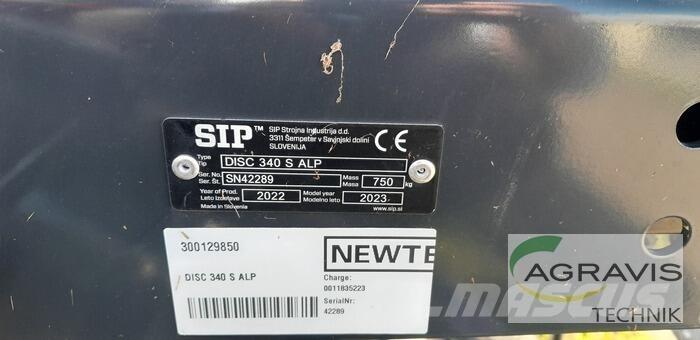 SIP™
SIP Strojna Industrija d.d.
3311 Šempeter v Savinjski dolini
SLOVENIJA
CE
Type
Tip
DISC 340 S ALP
Ser. No.
Ser. Št.
SN42289
Mass
Masa
750
kg
Year of Prod.
Leto izdelave
2022
Model year
Modelno leto
2023
Made in Slovenia
www.sip.si
300129850
NEWTE
DISC 340 S ALP
Charge:
0011835223
SerialNr:
42289
MASCUS
AGRAVIS
TECHNIK